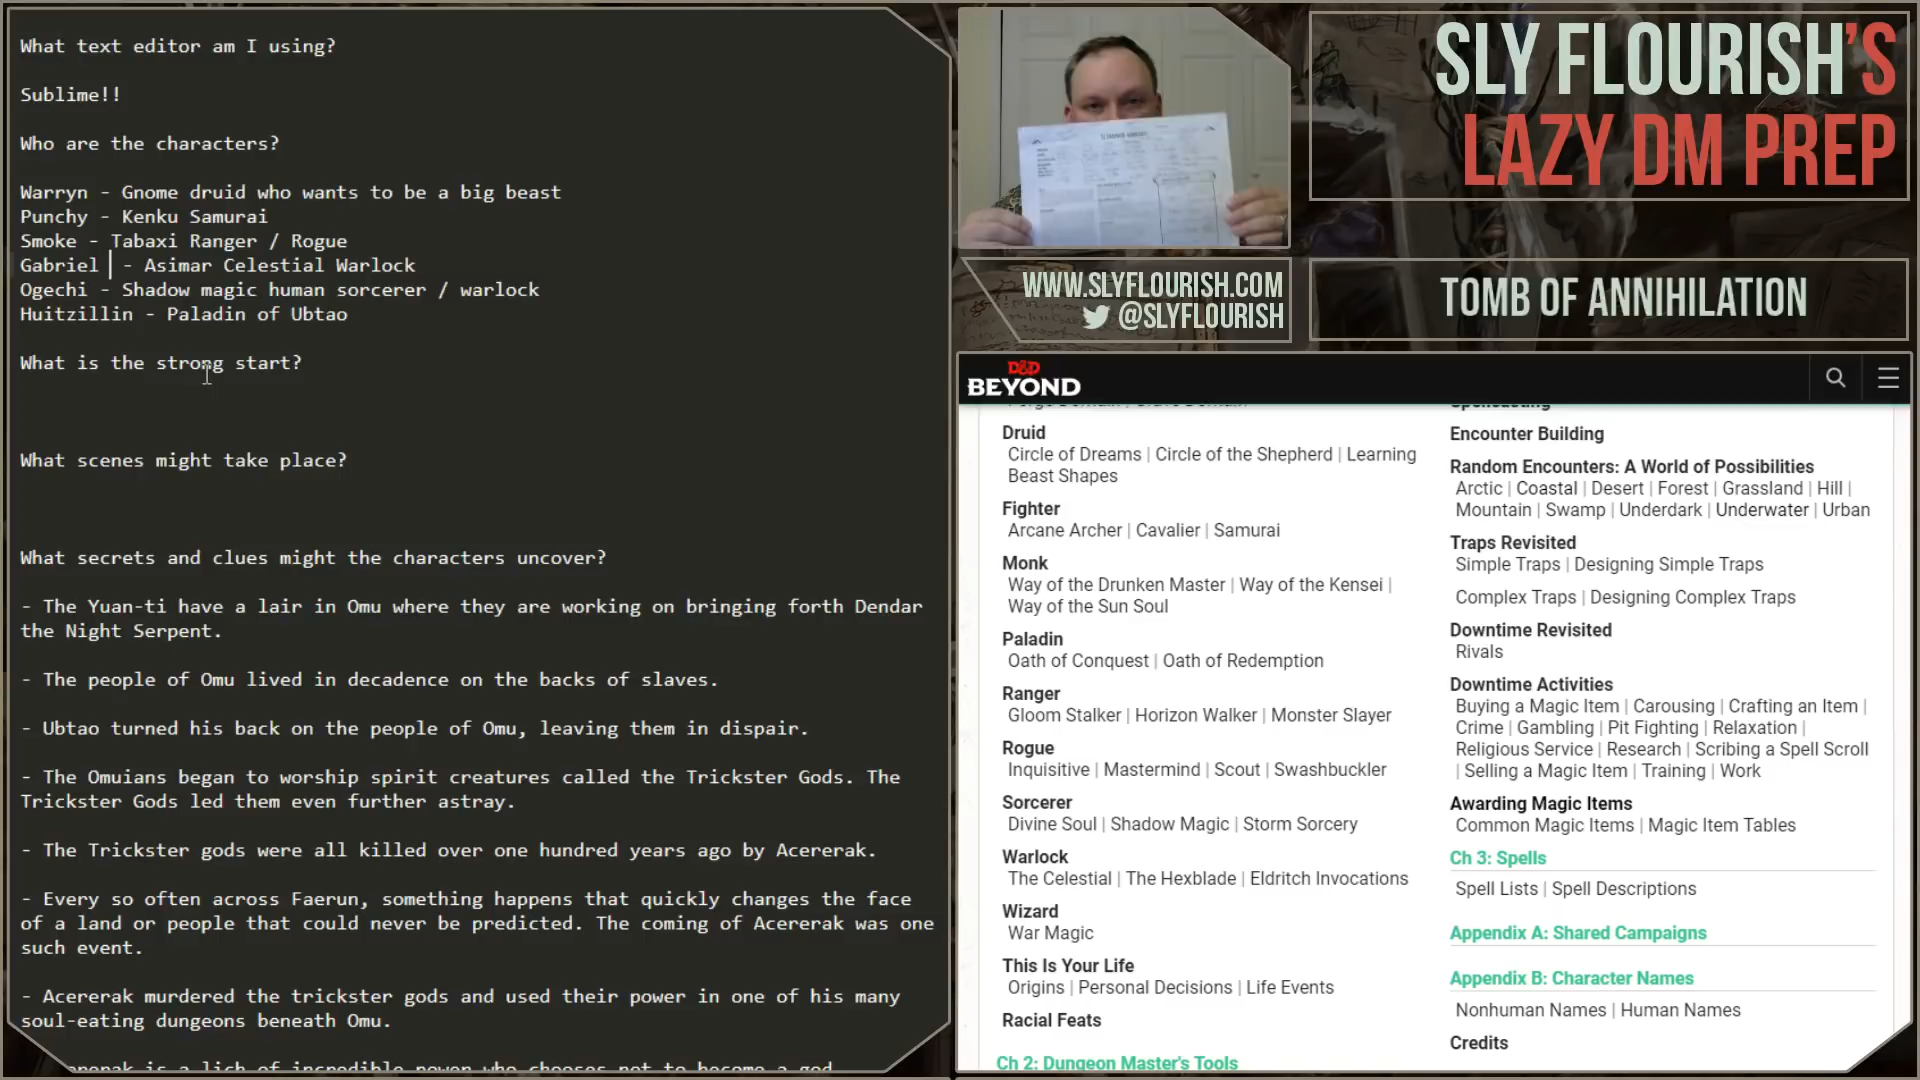 What text editor am I using?
Sublime!!
Who are the characters?
Warryn - Gnome druid who wants to be a big beast
Punchy - Kenku Samurai
Smoke - Tabaxi Ranger / Rogue
Gabriel - Asimar Celestial Warlock
Ogechi - Shadow magic human sorcerer / warlock
Huitzillin - Paladin of Ubtao
What is the strong start?
What scenes might take place?
What secrets and clues might the characters uncover?
- The Yuan-ti have a lair in Omu where they are working on bringing forth Dendar
the Night Serpent.
- The people of Omu lived in decadence on the backs of slaves.
- Ubtao turned his back on the people of Omu, leaving them in dispair.
- The Omuians began to worship spirit creatures called the Trickster Gods. The
Trickster Gods led them even further astray.
- The Trickster gods were all killed over one hundred years ago by Acererak.
- Every so often across Faerun, something happens that quickly changes the face
of a land or people that could never be predicted. The coming of Acererak was one
such event.
- Acererak murdered the trickster gods and used their power in one of his many
soul-eating dungeons beneath Omu.
is a lich of incredible power who chooses not to become a god
SLY FLOURISH'S
LAZY DM PREP
WWW.SLYFLOURISH.COM
@SLYFLOURISH
TOMB OF ANNIHILATION
D&D
BEYOND
Druid
Circle of Dreams | Circle of the Shepherd | Learning
Beast Shapes
Fighter
Arcane Archer | Cavalier | Samurai
Monk
Way of the Drunken Master | Way of the Kensei |
Way of the Sun Soul
Paladin
Oath of Conquest | Oath of Redemption
Ranger
Gloom Stalker | Horizon Walker | Monster Slayer
Rogue
Inquisitive | Mastermind | Scout | Swashbuckler
Sorcerer
Divine Soul | Shadow Magic | Storm Sorcery
Warlock
The Celestial | The Hexblade | Eldritch Invocations
Wizard
War Magic
This Is Your Life
Origins | Personal Decisions | Life Events
Racial Feats
Ch 2: Dungeon Master's Tools
Spellcasting
Encounter Building
Random Encounters: A World of Possibilities
Arctic | Coastal | Desert | Forest | Grassland | Hill |
Mountain | Swamp | Underdark | Underwater | Urban
Traps Revisited
Simple Traps | Designing Simple Traps
Complex Traps | Designing Complex Traps
Downtime Revisited
Rivals
Downtime Activities
Buying a Magic Item | Carousing | Crafting an Item |
Crime | Gambling | Pit Fighting | Relaxation |
Religious Service | Research | Scribing a Spell Scroll
| Selling a Magic Item | Training | Work
Awarding Magic Items
Common Magic Items | Magic Item Tables
Ch 3: Spells
Spell Lists | Spell Descriptions
Appendix A: Shared Campaigns
Appendix B: Character Names
Nonhuman Names | Human Names
Credits